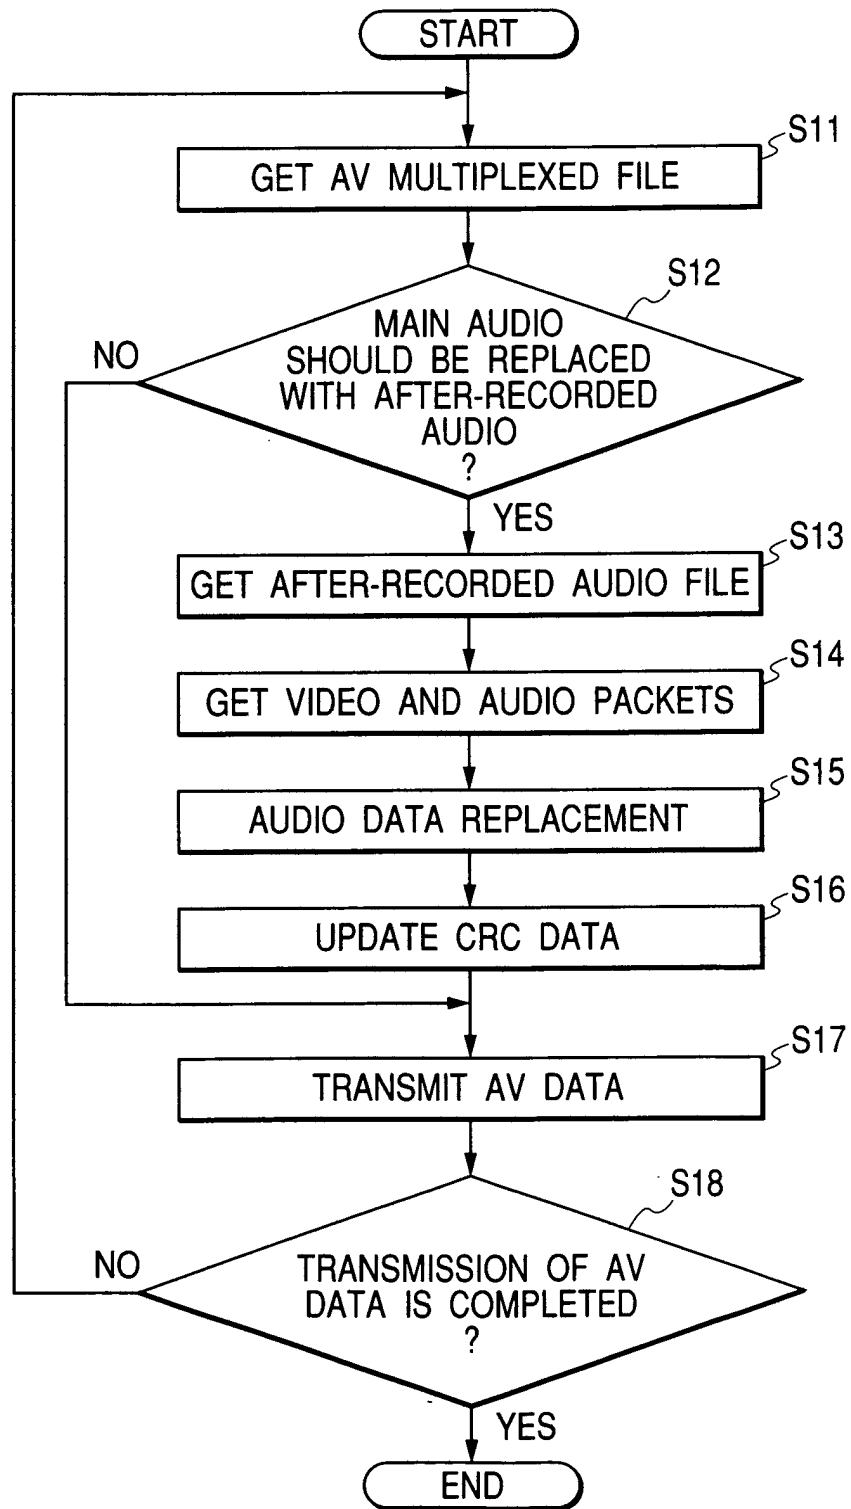 START
S11
GET AV MULTIPLEXED FILE
S12
MAIN AUDIO
SHOULD BE REPLACED
WITH AFTER-RECORDED
AUDIO
?
NO
YES
S13
GET AFTER-RECORDED AUDIO FILE
S14
GET VIDEO AND AUDIO PACKETS
S15
AUDIO DATA REPLACEMENT
S16
UPDATE CRC DATA
S17
TRANSMIT AV DATA
S18
NO
TRANSMISSION OF AV
DATA IS COMPLETED
?
YES
END